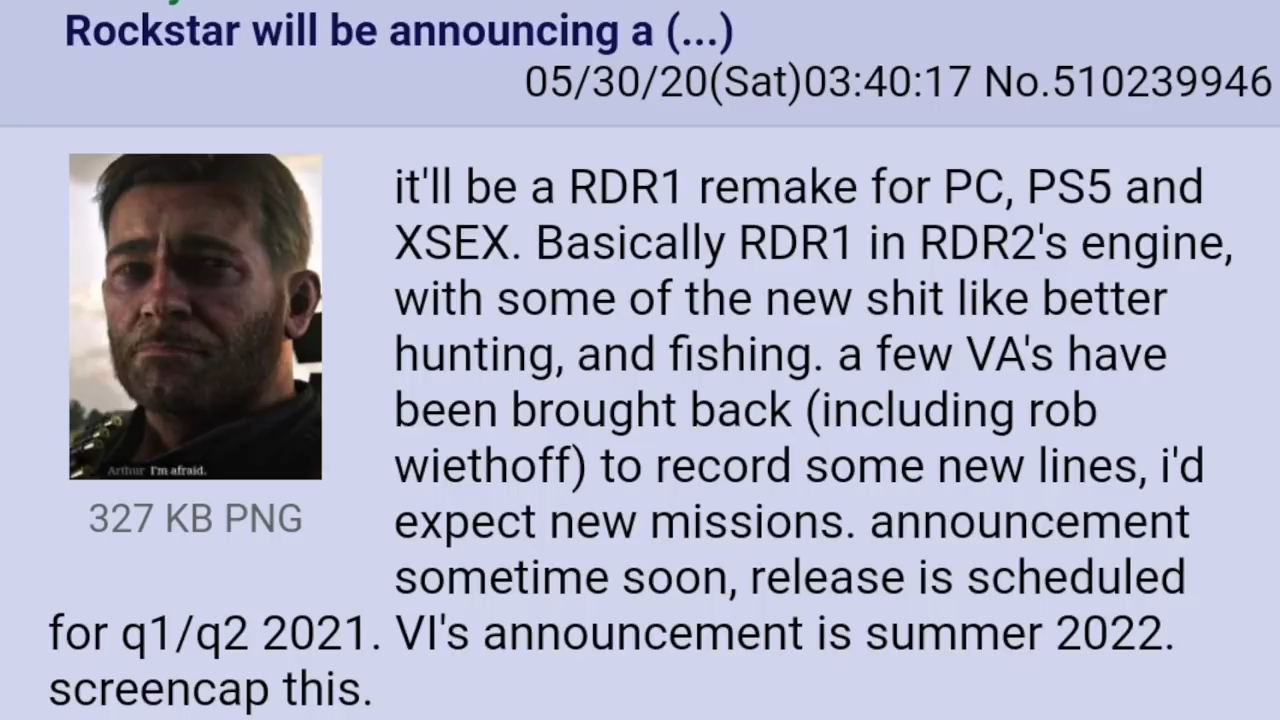 Rockstar will be announcing a (...)
05/30/20(Sat)03:40:17 No.510239946
it'll be a RDR1 remake for PC, PS5 and
XSEX. Basically RDR1 in RDR2's engine,
with some of the new shit like better
hunting, and fishing. a few VA's have
been brought back (including rob
wiethoff) to record some new lines, i'd
expect new missions. announcement
sometime soon, release is scheduled
for q1/q2 2021. VI's announcement is summer 2022.
screencap this.
Arthur I'm afraid.
327 KB PNG